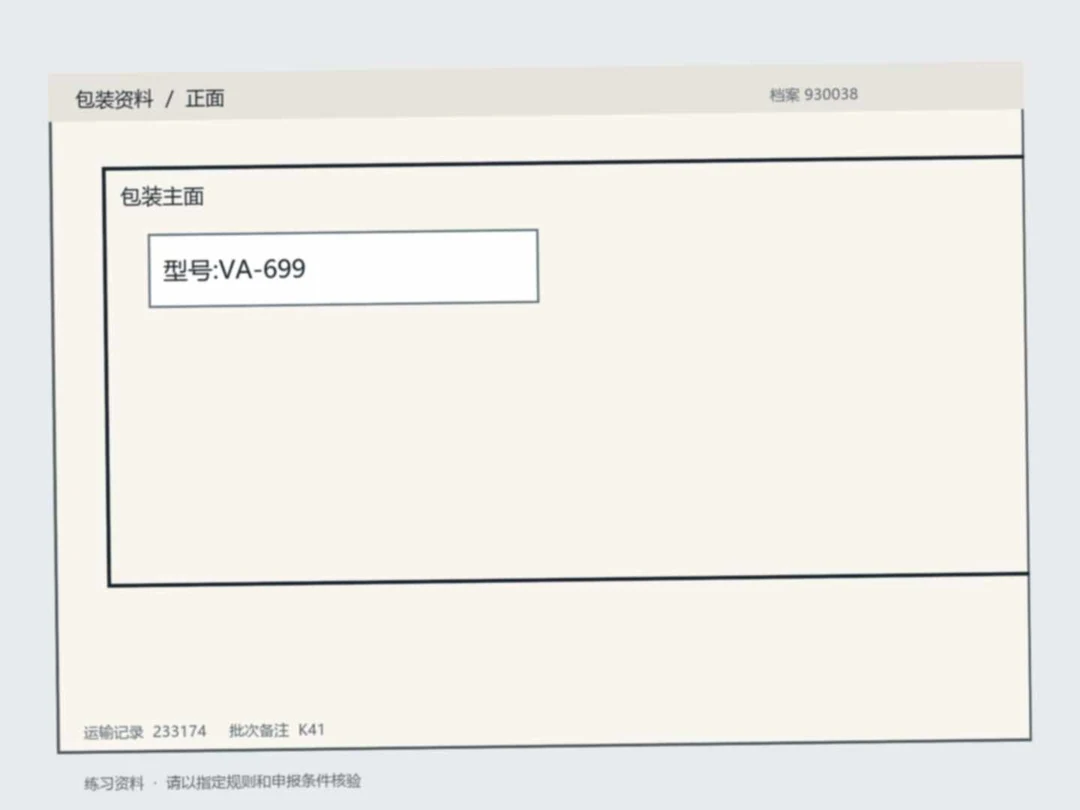 包装资料 / 正面
档案 930038
包装主面
型号:VA-699
运输记录 233174 批次备注 K41
练习资料 · 请以指定规则和申报条件核验